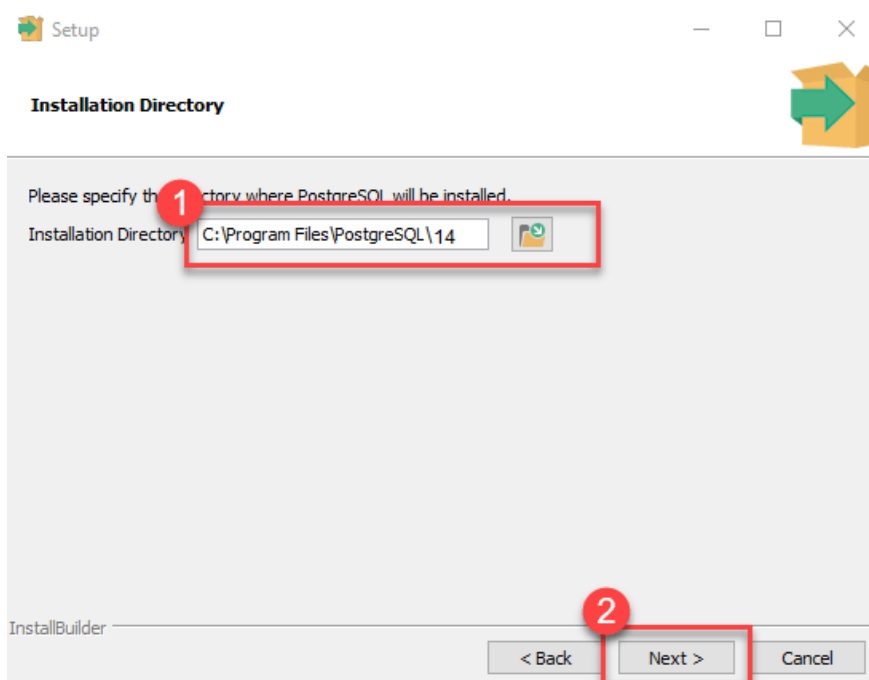 Setup
Installation Directory
Please specify th ctory where PostgreSQL will be installed.
1
Installation Directory C:\Program Files\PostgreSQL\14
2
InstallBuilder
< Back Next > Cancel